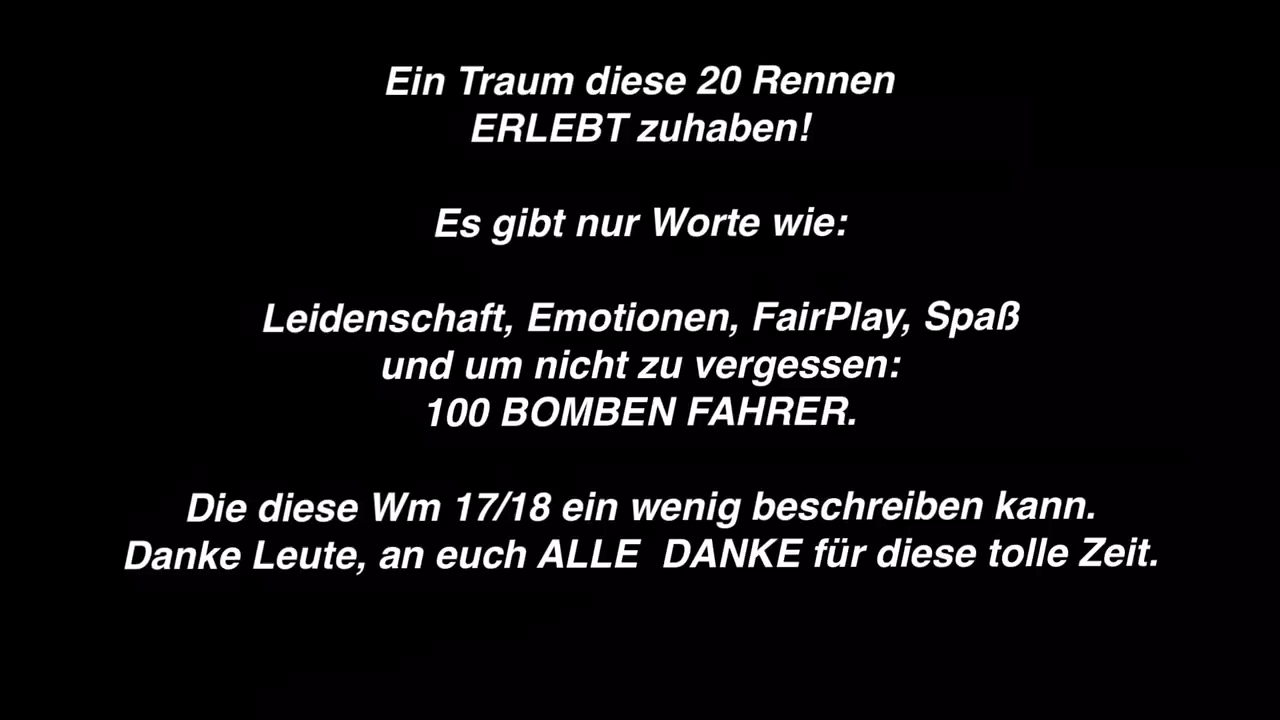 Ein Traum diese 20 Rennen
ERLEBT zuhaben!
Es gibt nur Worte wie:
Leidenschaft, Emotionen, FairPlay, Spaß
und um nicht zu vergessen:
100 BOMBEN FAHRER.
Die diese Wm 17/18 ein wenig beschreiben kann.
Danke Leute, an euch ALLE  DANKE für diese tolle Zeit.